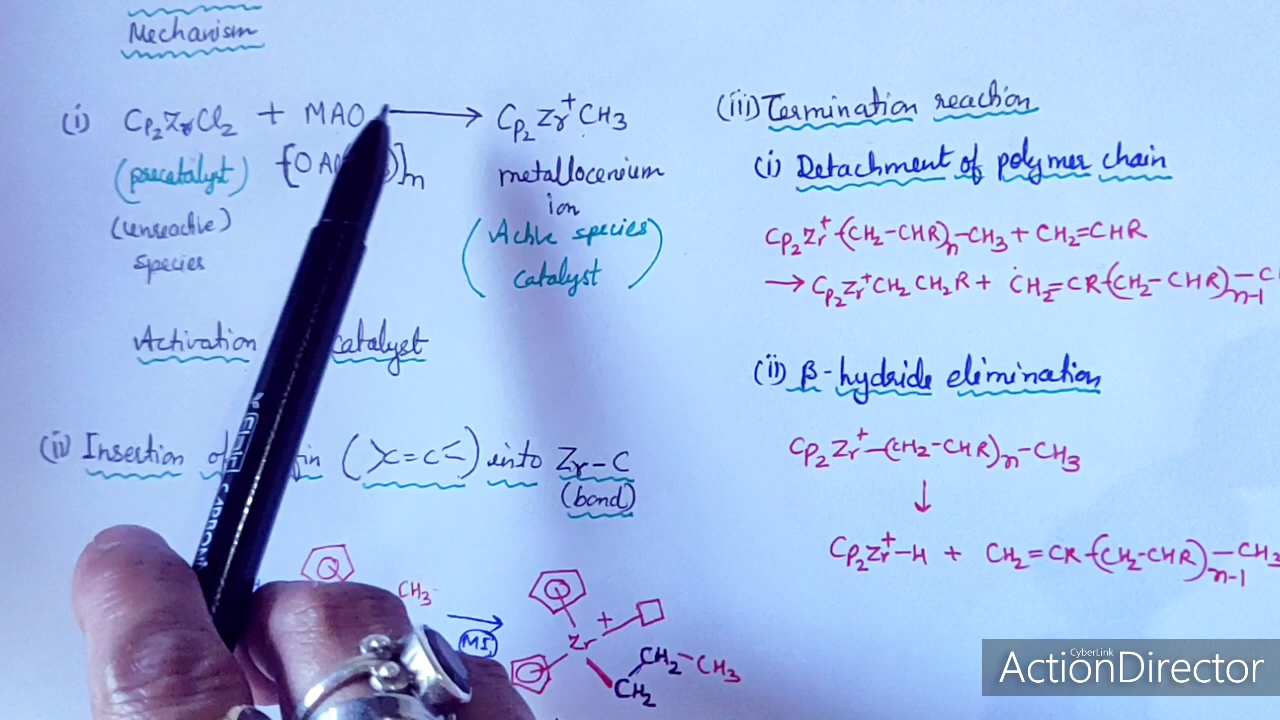 Mechanism
(i) Cp₂ZrCl₂ + MAO ⟶ Cp₂Zr⁺CH₃
(precatalyst) metallocenium
(unreactive) ion
species (Active species
catalyst)
Activation catalyst
(ii) Insertion (>C=C<) into Zr-C
(bond)
CH₃
(MI)
Zr + CH₂-CH₃
CH₂
(iii) Termination reaction
(i) Detachment of polymer chain
Cp₂Zr⁺-(CH₂-CHR)n-CH₃ + CH₂=CHR
→ Cp₂Zr⁺CH₂CH₂R + CH₂=CR-(CH₂-CHR)n-1-C
(ii) β-hydride elimination
Cp₂Zr⁺-(CH₂-CHR)n-CH₃
↓
Cp₂Zr⁺-H + CH₂=CR-(CH₂-CHR)n-1-CH₃
CyberLink
ActionDirector